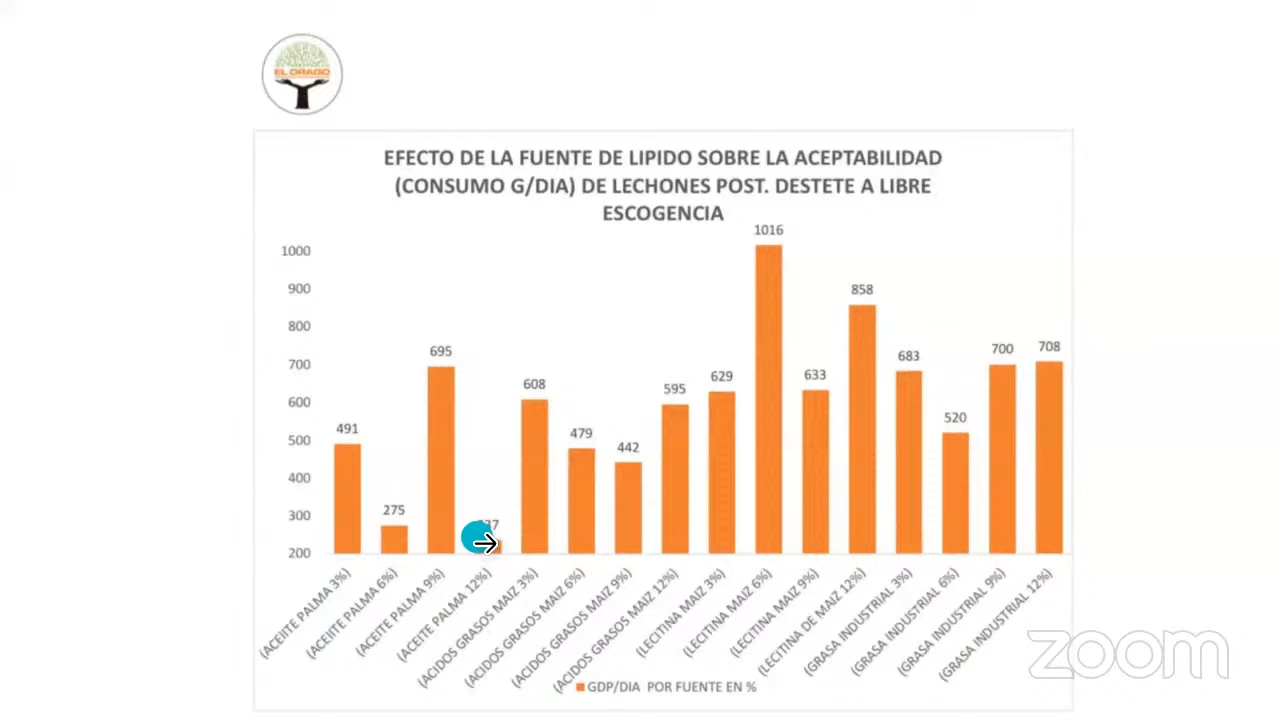 EL DRAGO
EFECTO DE LA FUENTE DE LIPIDO SOBRE LA ACEPTABILIDAD
(CONSUMO G/DIA) DE LECHONES POST. DESTETE A LIBRE
ESCOGENCIA
1000
900
800
700
600
500
400
300
200
491
275
695
608
479
442
595
629
1016
633
858
683
520
700
708
(ACEITE PALMA 3%)
(ACEITE PALMA 6%)
(ACEITE PALMA 9%)
(ACEITE PALMA 12%)
(ACIDOS GRASOS MAIZ 3%)
(ACIDOS GRASOS MAIZ 6%)
(ACIDOS GRASOS MAIZ 9%)
(ACIDOS GRASOS MAIZ 12%)
(LECITINA MAIZ 3%)
(LECITINA MAIZ 6%)
(LECITINA MAIZ 9%)
(LECITINA DE MAIZ 12%)
(GRASA INDUSTRIAL 3%)
(GRASA INDUSTRIAL 6%)
(GRASA INDUSTRIAL 9%)
(GRASA INDUSTRIAL 12%)
GDP/DIA POR FUENTE EN %
zoom